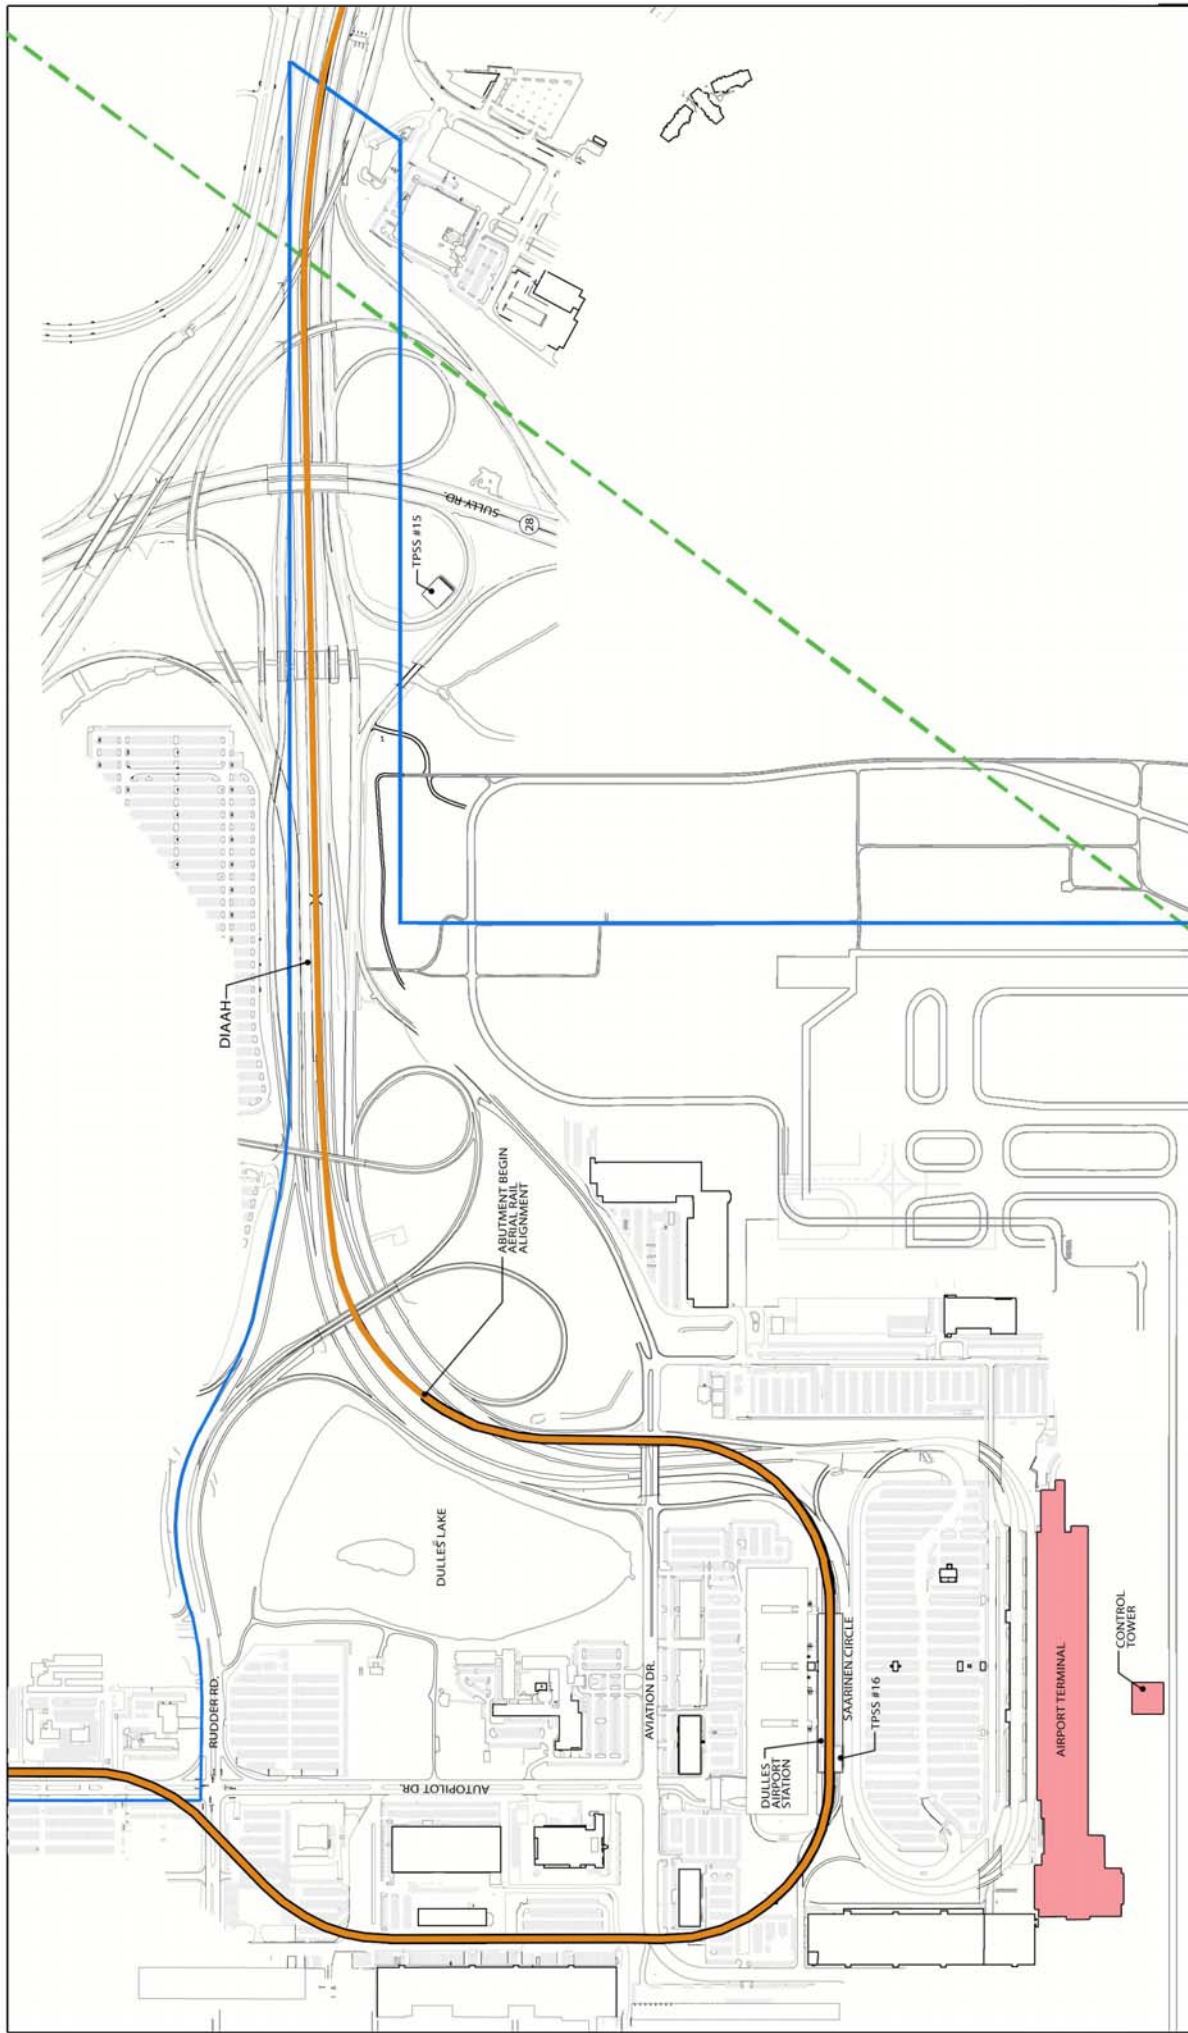 SULLY RD.
28
TPSS #15
1
DIAAH
ABUTMENT BEGIN
AERIAL RAIL
ALIGNMENT
DULLES LAKE
RUDDER RD.
AVIATION DR.
AUTOPILOT DR.
DULLES
AIRPORT
STATION
SAARINEN CIRCLE
TPSS #16
AIRPORT TERMINAL
CONTROL
TOWER